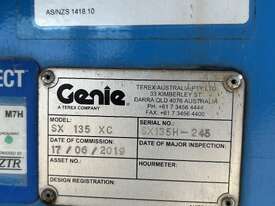 AS/NZS 1418.10
ECT
M7H
ZTR
Genie
A TEREX COMPANY
TEREX AUSTRALIA PTY LTD
33 KIMBERLEY ST
DARRA QLD 4076 AUSTRALIA
PH +61 7 3456 4444
FAX +61 7 3456 4400
MODEL
SX 135 XC
SERIAL NO.
SX135H-245
DATE OF COMMISSION
17/06/2019
DATE OF MAJOR INSPECTION:
ASSET NO.
HOURMETER:
DESIGN REGISTRATION: